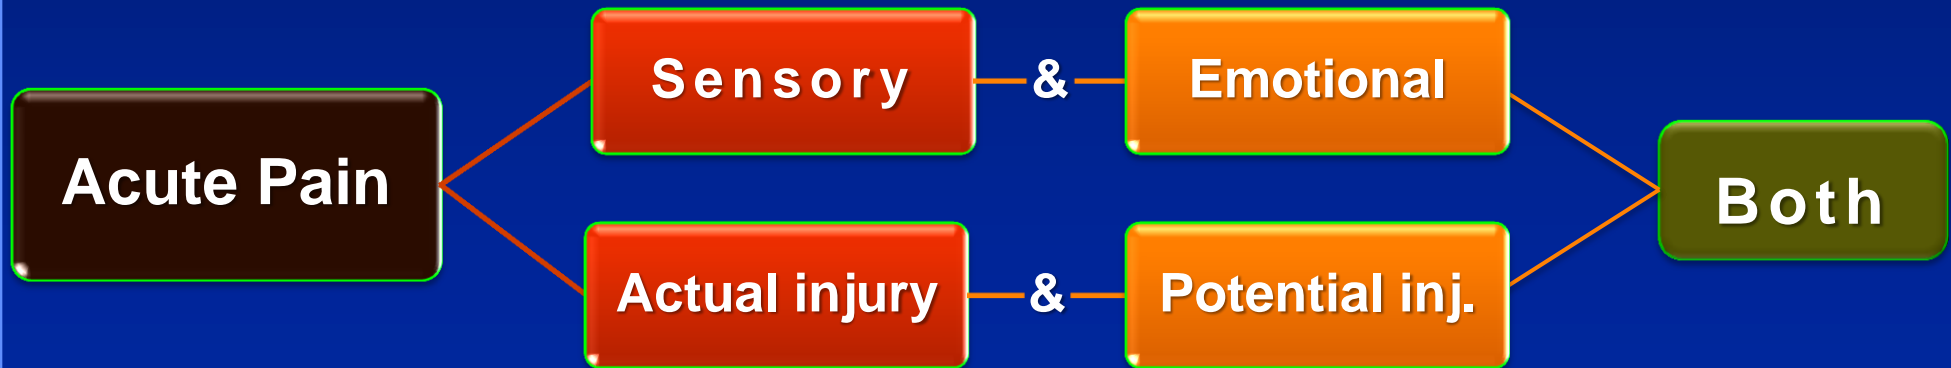 Acute Pain
Sensory & Emotional
Actual injury & Potential inj.
Both